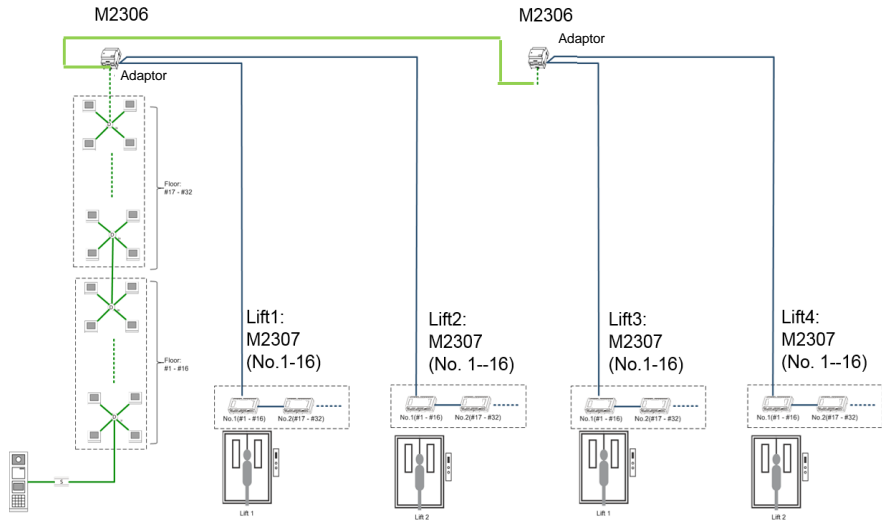 M2306
M2306
Adaptor
Adaptor
Floor:
#17 - #32
Floor:
#1 - #16
Lift1:
M2307
(No.1-16)
Lift2:
M2307
(No. 1--16)
Lift3:
M2307
(No.1-16)
Lift4:
M2307
(No. 1--16)
No.1(#1 - #16)
No.2(#17 - #32)
No.1(#1 - #16)
No.2(#17 - #32)
No.1(#1 - #16)
No.2(#17 - #32)
No.1(#1 - #16)
No.2(#17 - #32)
S
Lift 1
Lift 2
Lift 1
Lift 2